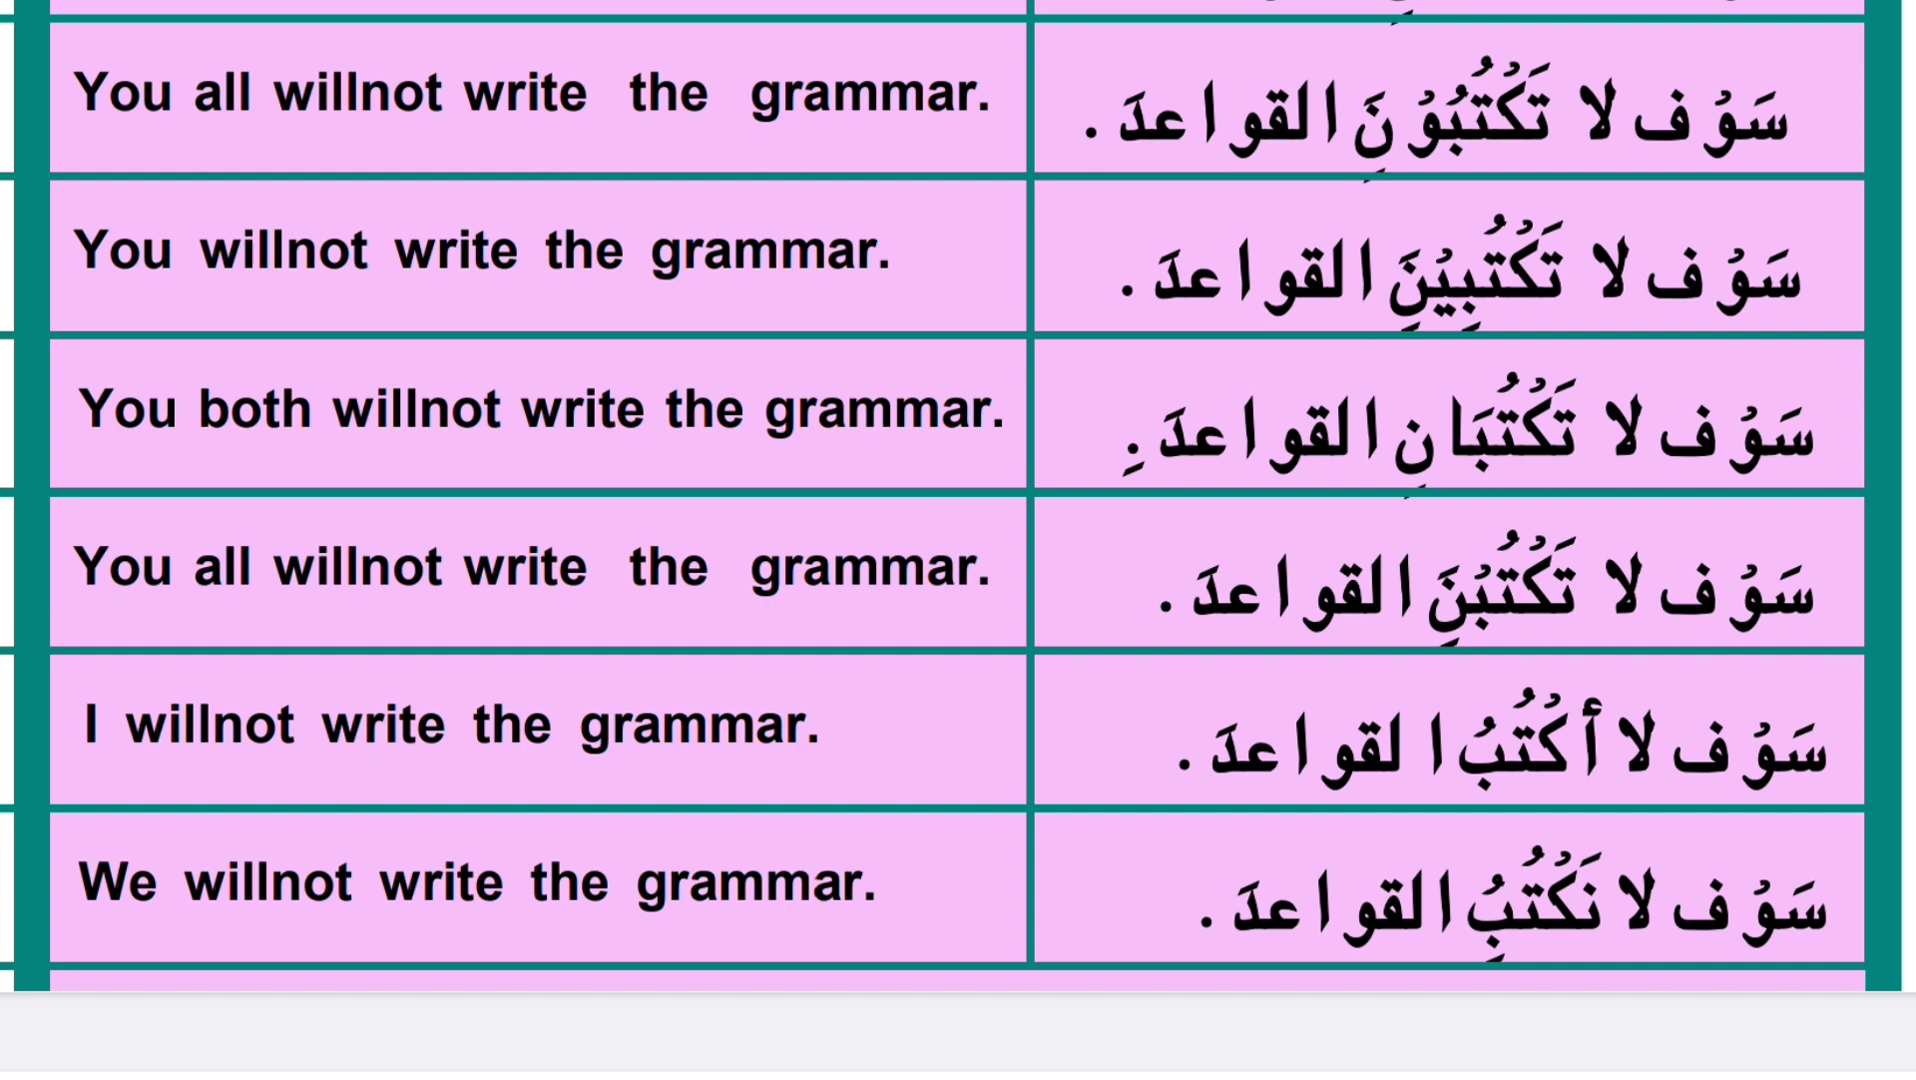 You all willnot write the grammar.
سَوْف لا تَكْتُبُوْنَ القواعدَ .
You willnot write the grammar.
سَوْف لا تَكْتُبِيْنَ القواعدَ .
You both willnot write the grammar.
سَوْف لا تَكْتُبَانِ القواعدَ .
You all willnot write the grammar.
سَوْف لا تَكْتُبْنَ القواعدَ .
I willnot write the grammar.
سَوْف لا أكْتُبُ القواعدَ .
We willnot write the grammar.
سَوْف لا نَكْتُبُ القواعدَ .